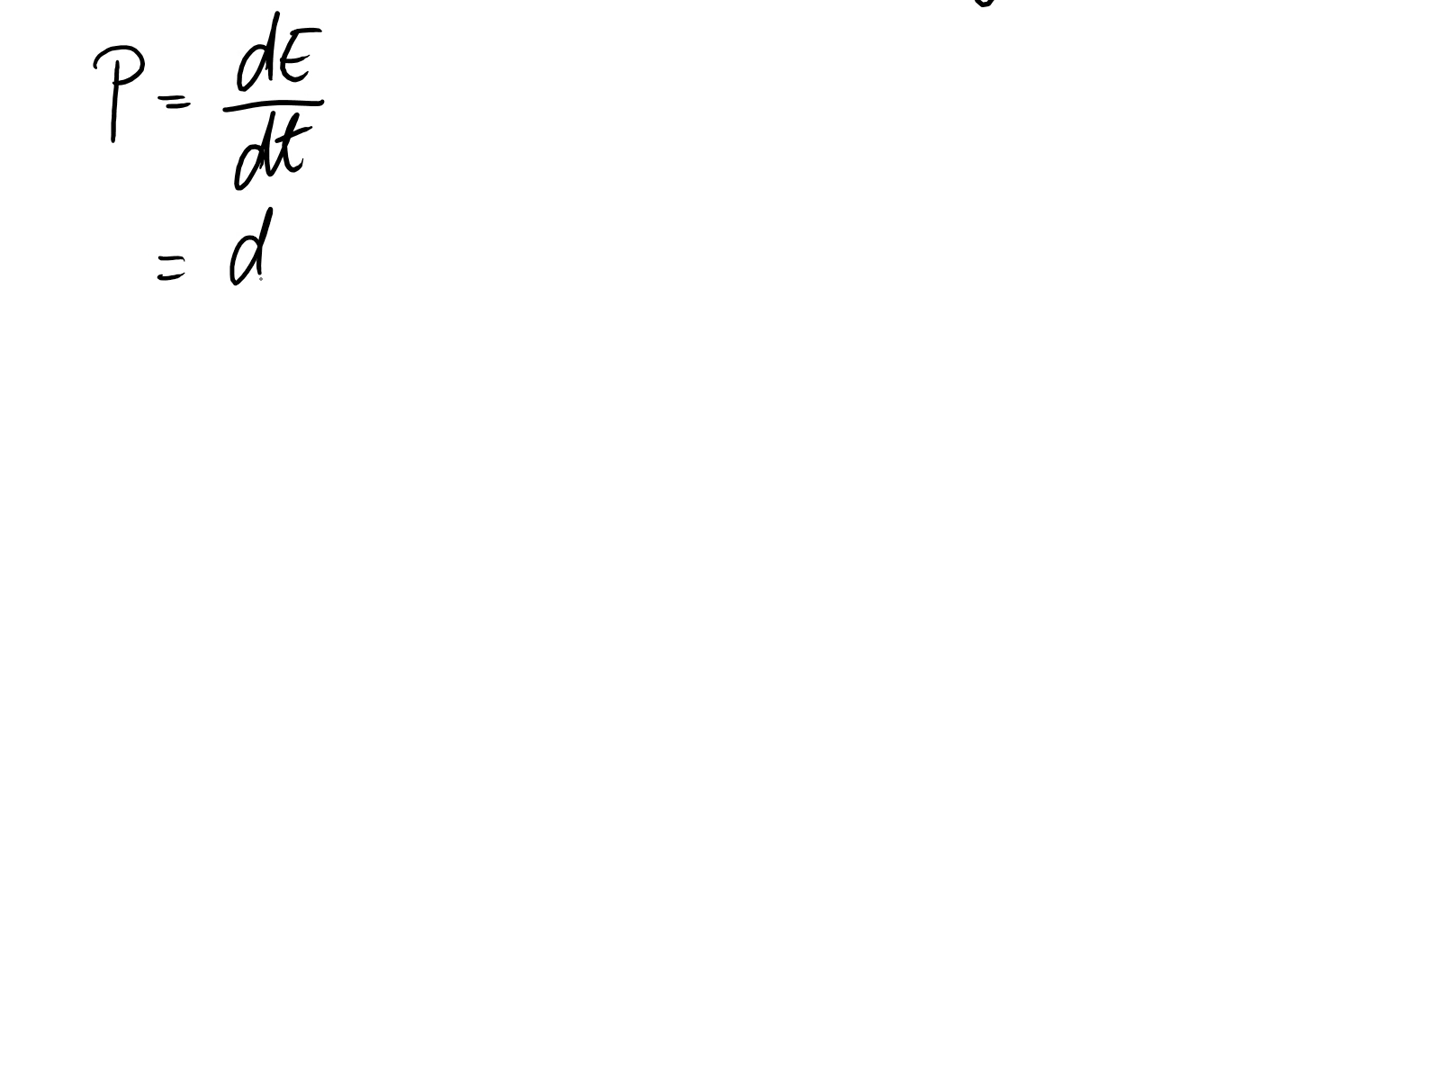 P = dE/dt
= d